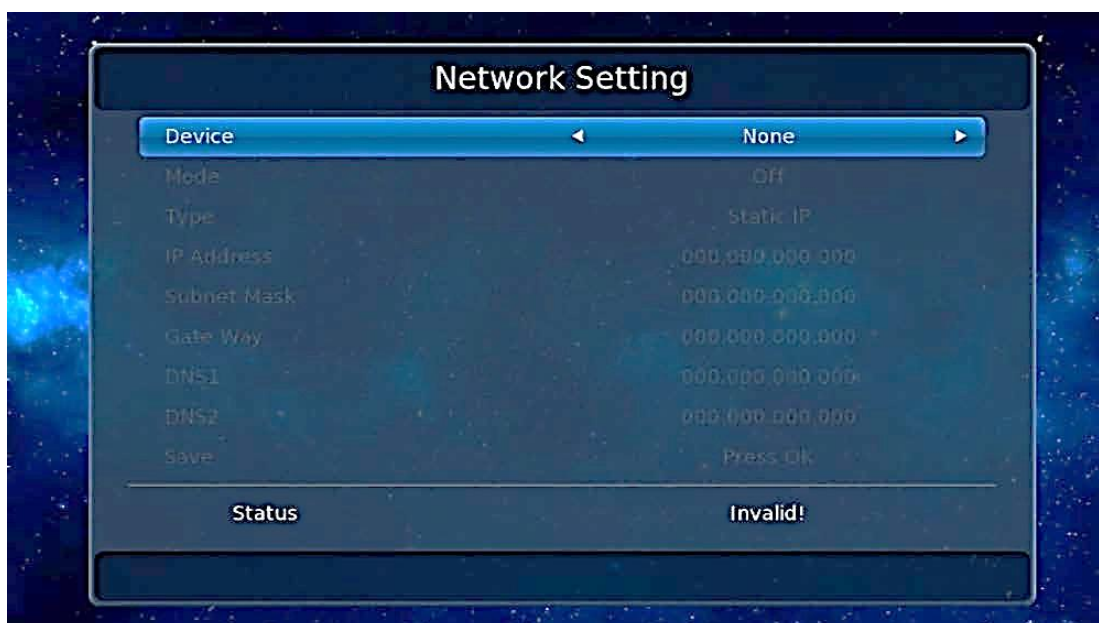 Network Setting
Device None
Mode Off
Type Static IP
IP Address 000.000.000.000
Subnet Mask 000.000.000.000
Gate Way 000.000.000.000
DNS1 000.000.000.000
DNS2 000.000.000.000
Save Press Ok
Status Invalid!